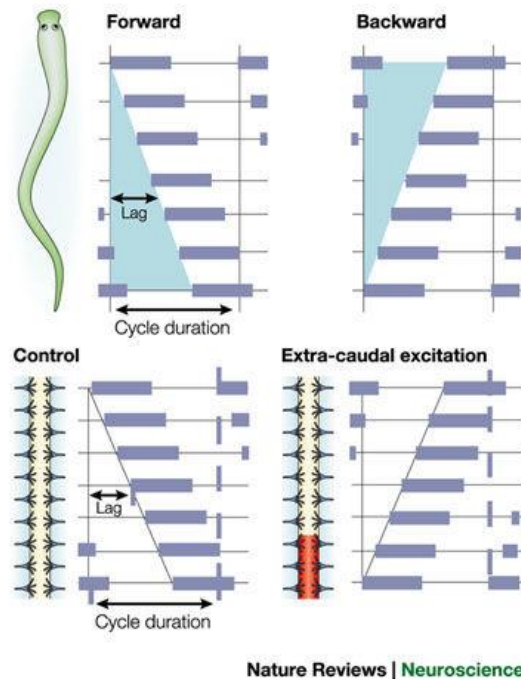 Forward
Backward
Lag
Cycle duration
Control
Extra-caudal excitation
Lag
Cycle duration
Nature Reviews | Neuroscience